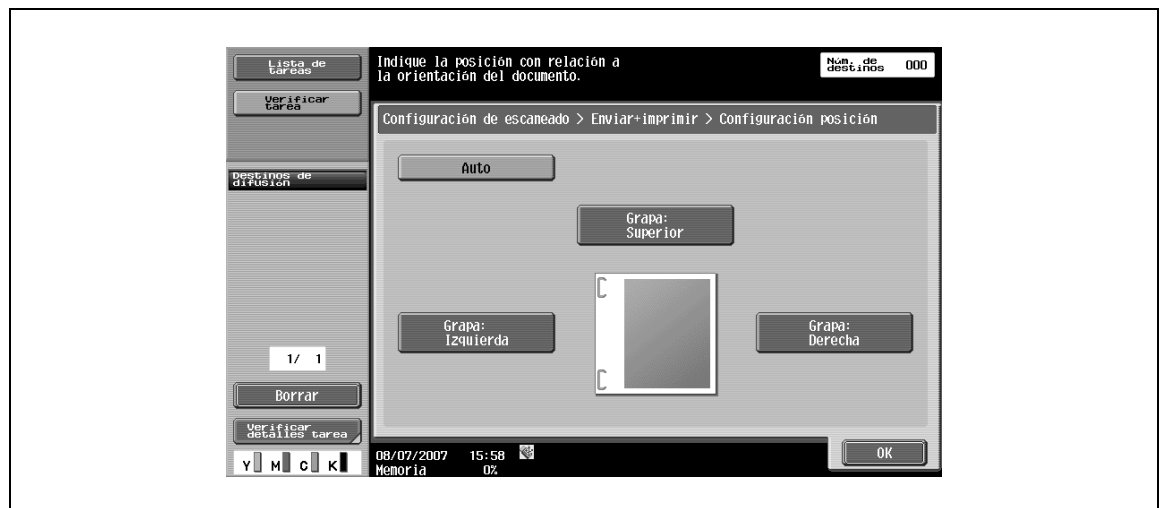 Lista de
tareas
Verificar
tarea
Destinos de
difusión
1/ 1
Borrar
Verificar
detalles tarea
Y M C K
Indique la posición con relación a
la orientación del documento.
Núm. de
destinos 000
Configuración de escaneado > Enviar+imprimir > Configuración posición
Auto
Grapa:
Superior
Grapa:
Izquierda
Grapa:
Derecha
08/07/2007 15:58
Memoria 0%
OK